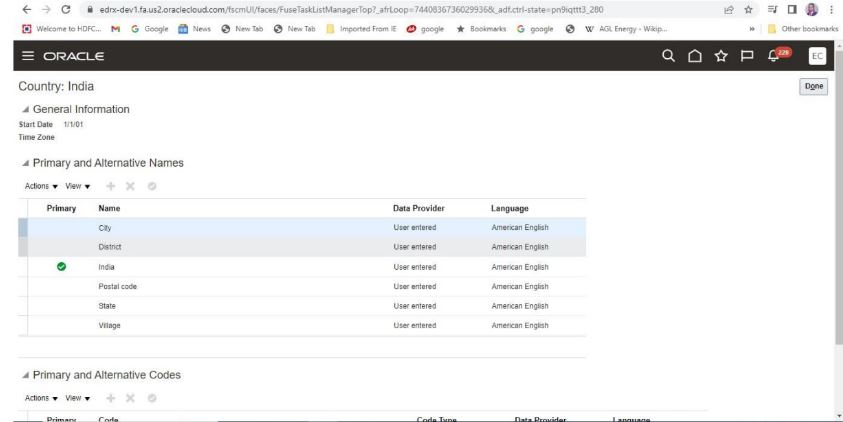 edrx-dev1.fa.us2.oraclecloud.com/fscmUI/faces/FuseTaskListManagerTop?_afrLoop=74408367360299368&_adf.ctrl-state=pn9iqttt3_280
Welcome to HDFC... Google News New Tab New Tab Imported From IE google Bookmarks google AGL Energy - Wikip... » Other bookmarks
ORACLE 228 EC
Country: India Done
General Information
Start Date 1/1/01
Time Zone
Primary and Alternative Names
Actions ▼ View ▼
Primary Name Data Provider Language
City User entered American English
District User entered American English
India User entered American English
Postal code User entered American English
State User entered American English
Village User entered American English
Primary and Alternative Codes
Actions ▼ View ▼
Primary Code Code Type Data Provider Language